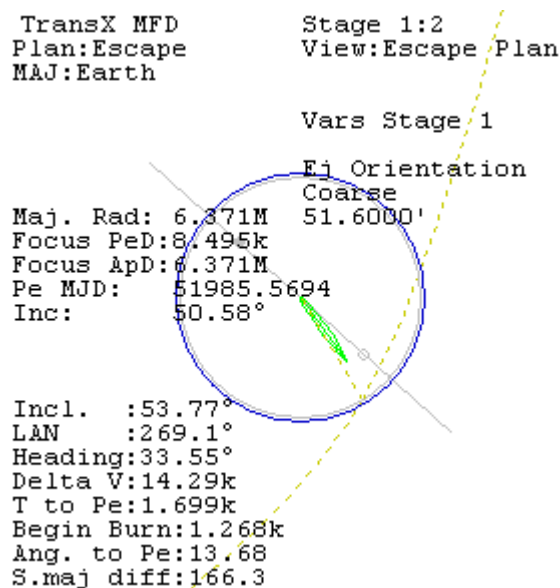 TransX MFD
Stage 1:2
Plan:Escape
View:Escape Plan
MAJ:Earth
Vars Stage 1
Ej Orientation
Coarse
Maj. Rad: 6.371M
51.6000'
Focus PeD:8.495k
Focus ApD:6.371M
Pe MJD: 51985.5694
Inc: 50.58°
Incl. :53.77°
LAN :269.1°
Heading:33.55°
Delta V:14.29k
T to Pe:1.699k
Begin Burn:1.268k
Ang. to Pe:13.68
S.maj diff:166.3